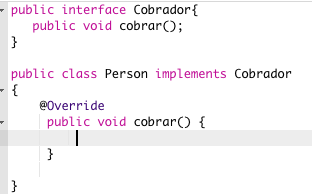 public interface Cobrador{
public void cobrar();
}
public class Person implements Cobrador
{
@Override
public void cobrar() {
}
}